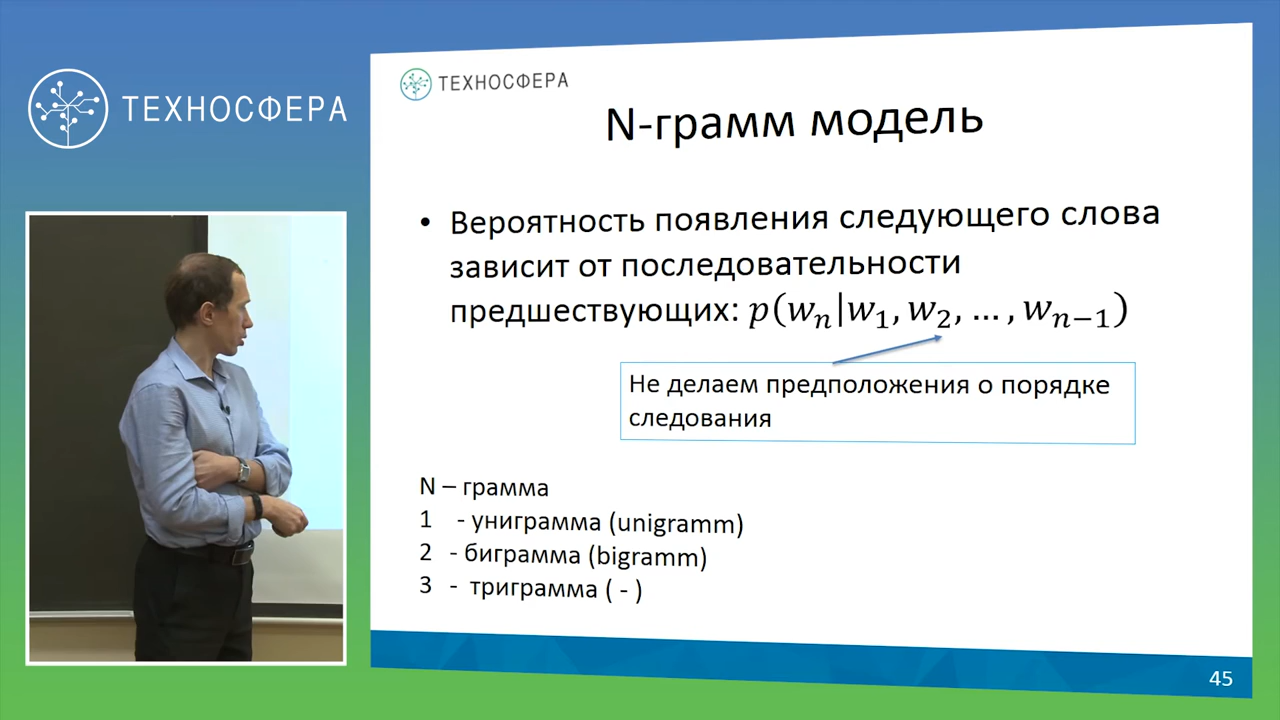 ТЕХНОСФЕРА
ТЕХНОСФЕРА
N-грамм модель
• Вероятность появления следующего слова
зависит от последовательности
предшествующих: p(wₙ|w₁, w₂, … , wₙ₋₁)
Не делаем предположения о порядке
следования
N – грамма
1 - униграмма (unigramm)
2 - биграмма (bigramm)
3 - триграмма ( - )
45